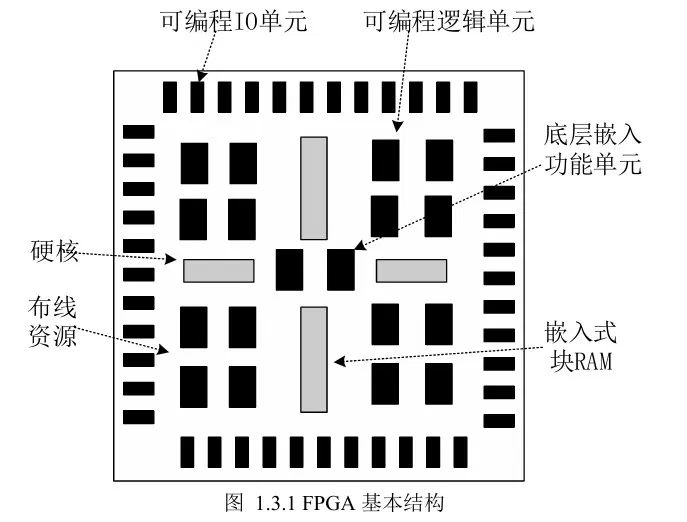 可编程IO单元
可编程逻辑单元
底层嵌入
功能单元
硬核
布线
资源
嵌入式
块RAM
图 1.3.1 FPGA 基本结构